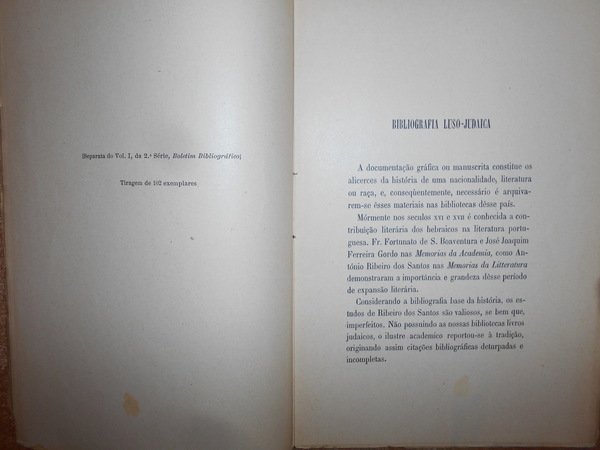 (Separata do Vol. I, da 2.ª Série, Boletim Bibliográfico)
Tiragem de 102 exemplares
BIBLIOGRAFIA LUSO-JUDAICA
A documentação gráfica ou manuscrita constitue os
alicerces da história de uma nacionalidade, literatura
ou raça, e, conseqüentemente, necessário é arquiva-
rem-se êsses materiais nas bibliotecas dêsse país.
Mórmente nos seculos XVI e XVII é conhecida a con-
tribuição literária dos hebraicos na literatura portu-
guesa. Fr. Fortunato de S. Boaventura e José Joaquim
Ferreira Gordo nas Memorias da Academia, como An-
tónio Ribeiro dos Santos nas Memorias da Litteratura
demonstraram a importância e grandêza dêsse período
de expansão literária.
Considerando a bibliografia base da história, os es-
tudos de Ribeiro dos Santos são valiosos, se bem que,
imperfeitos. Não possuindo as nossas bibliotecas livros
judaicos, o ilustre academico reportou-se à tradição,
originando assim citações bibliográficas deturpadas e
incompletas.